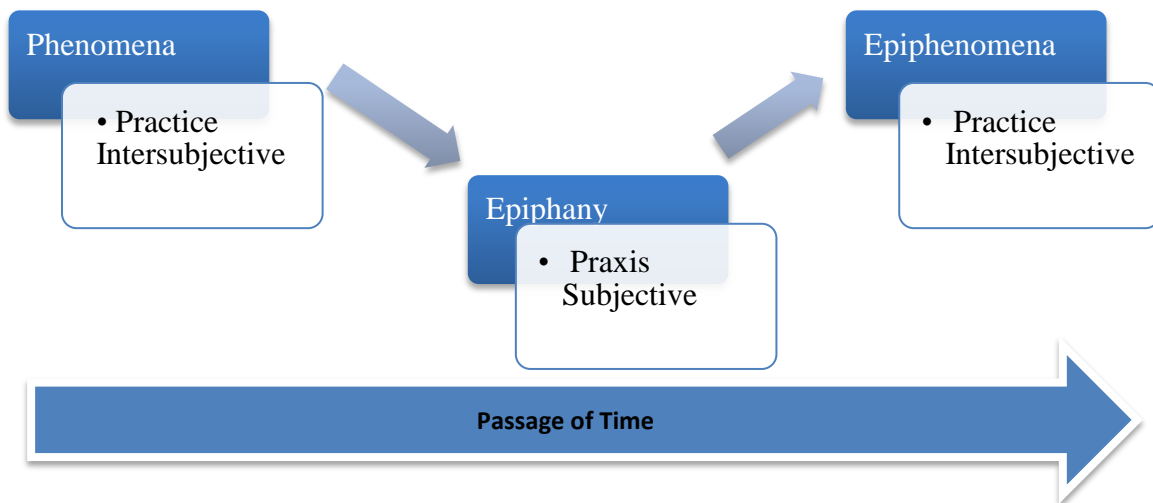 Phenomena
• Practice
Intersubjective
Epiphany
• Praxis
Subjective
Epiphenomena
• Practice
Intersubjective
Passage of Time